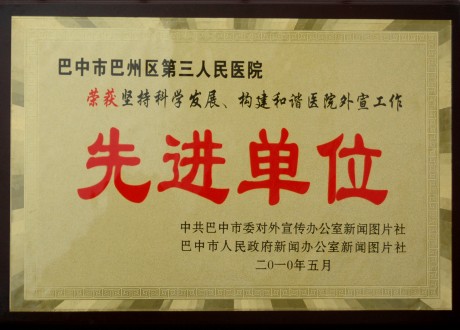 巴中市巴州区第三人民医院
荣获坚持科学发展、构建和谐医院外宣工作
先进单位
中共巴中市委对外宣传办公室新闻图片社
巴中市人民政府新闻办公室新闻图片社
二〇一〇年五月